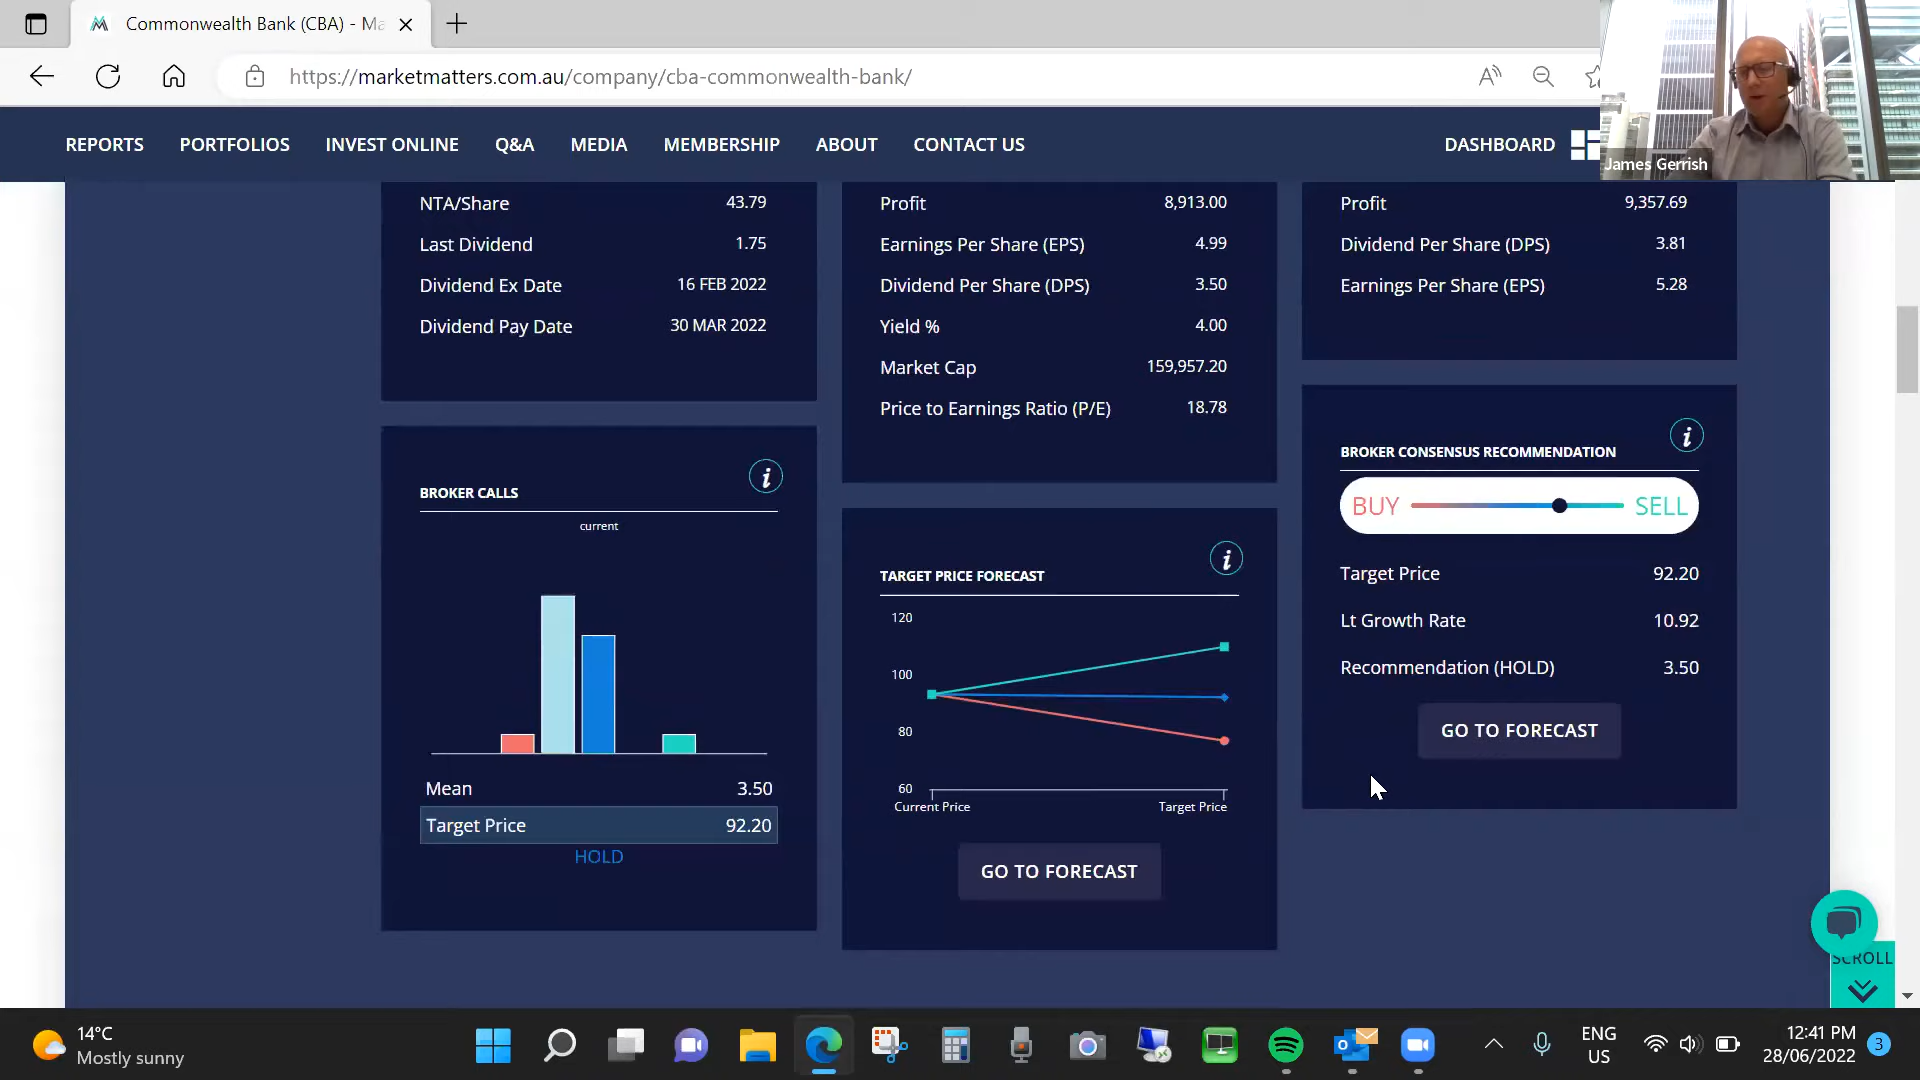 Commonwealth Bank (CBA) - Ma
https://marketmatters.com.au/company/cba-commonwealth-bank/
James Gerrish
REPORTS PORTFOLIOS INVEST ONLINE Q&A MEDIA MEMBERSHIP ABOUT CONTACT US DASHBOARD
NTA/Share 43.79
Last Dividend 1.75
Dividend Ex Date 16 FEB 2022
Dividend Pay Date 30 MAR 2022
Profit 8,913.00
Earnings Per Share (EPS) 4.99
Dividend Per Share (DPS) 3.50
Yield % 4.00
Market Cap 159,957.20
Price to Earnings Ratio (P/E) 18.78
Profit 9,357.69
Dividend Per Share (DPS) 3.81
Earnings Per Share (EPS) 5.28
BROKER CALLS
current
Mean 3.50
Target Price 92.20
HOLD
TARGET PRICE FORECAST
120
100
80
60
Current Price Target Price
GO TO FORECAST
BROKER CONSENSUS RECOMMENDATION
BUY SELL
Target Price 92.20
Lt Growth Rate 10.92
Recommendation (HOLD) 3.50
GO TO FORECAST
SCROLL
14°C
Mostly sunny
ENG
US
12:41 PM
28/06/2022
3